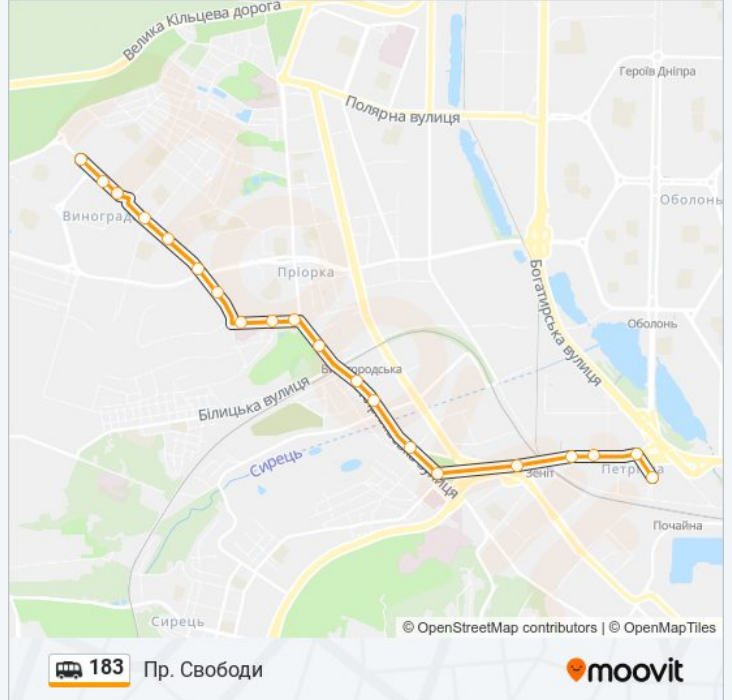 Велика Кільцева дорога
Героїв Дніпра
Полярна вулиця
Оболонь
Виноград
Пріорка
Богатирська вулиця
Оболонь
Білицька вулиця
Сирець
вулиця
Зеніт
Почайна
Сирець
© OpenStreetMap contributors | © OpenMapTiles
183 Пр. Свободи
moovit